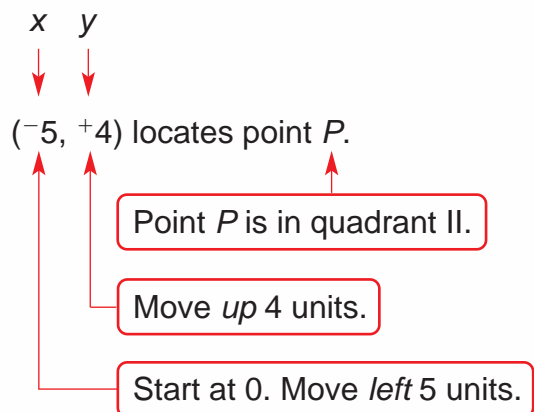 x y
(⁻5, ⁺4) locates point P.
Point P is in quadrant II.
Move up 4 units.
Start at 0. Move left 5 units.